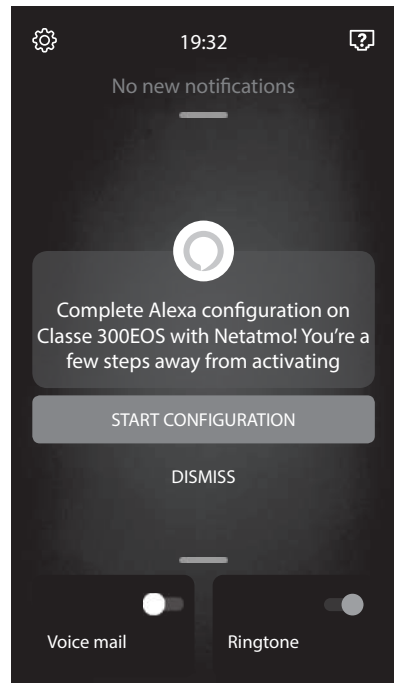 19:32
No new notifications
Complete Alexa configuration on
Classe 300EOS with Netatmo! You're a
few steps away from activating
START CONFIGURATION
DISMISS
Voice mail
Ringtone